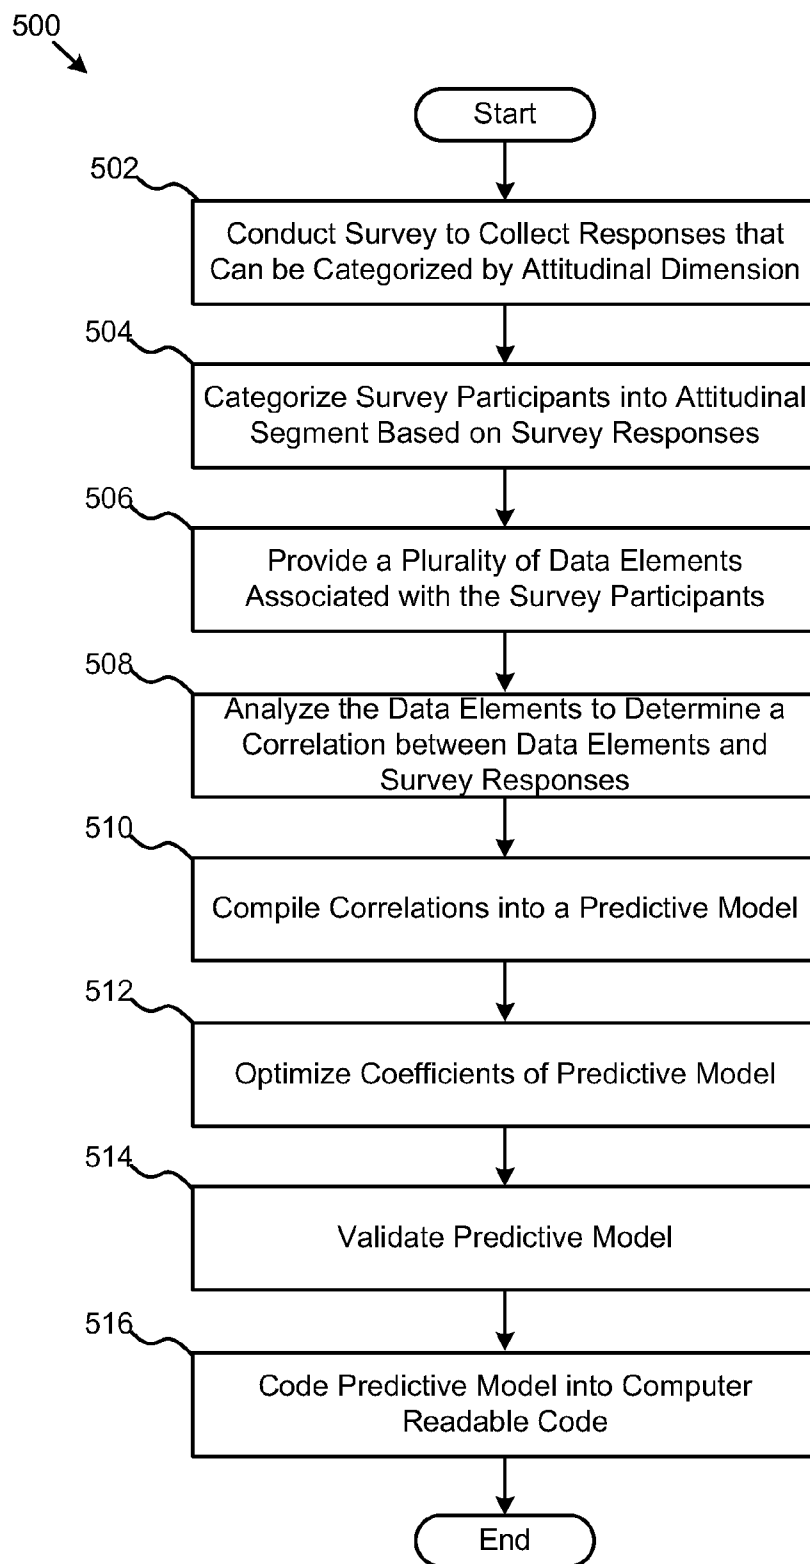 500
Start
502
Conduct Survey to Collect Responses that
Can be Categorized by Attitudinal Dimension
504
Categorize Survey Participants into Attitudinal
Segment Based on Survey Responses
506
Provide a Plurality of Data Elements
Associated with the Survey Participants
508
Analyze the Data Elements to Determine a
Correlation between Data Elements and
Survey Responses
510
Compile Correlations into a Predictive Model
512
Optimize Coefficients of Predictive Model
514
Validate Predictive Model
516
Code Predictive Model into Computer
Readable Code
End